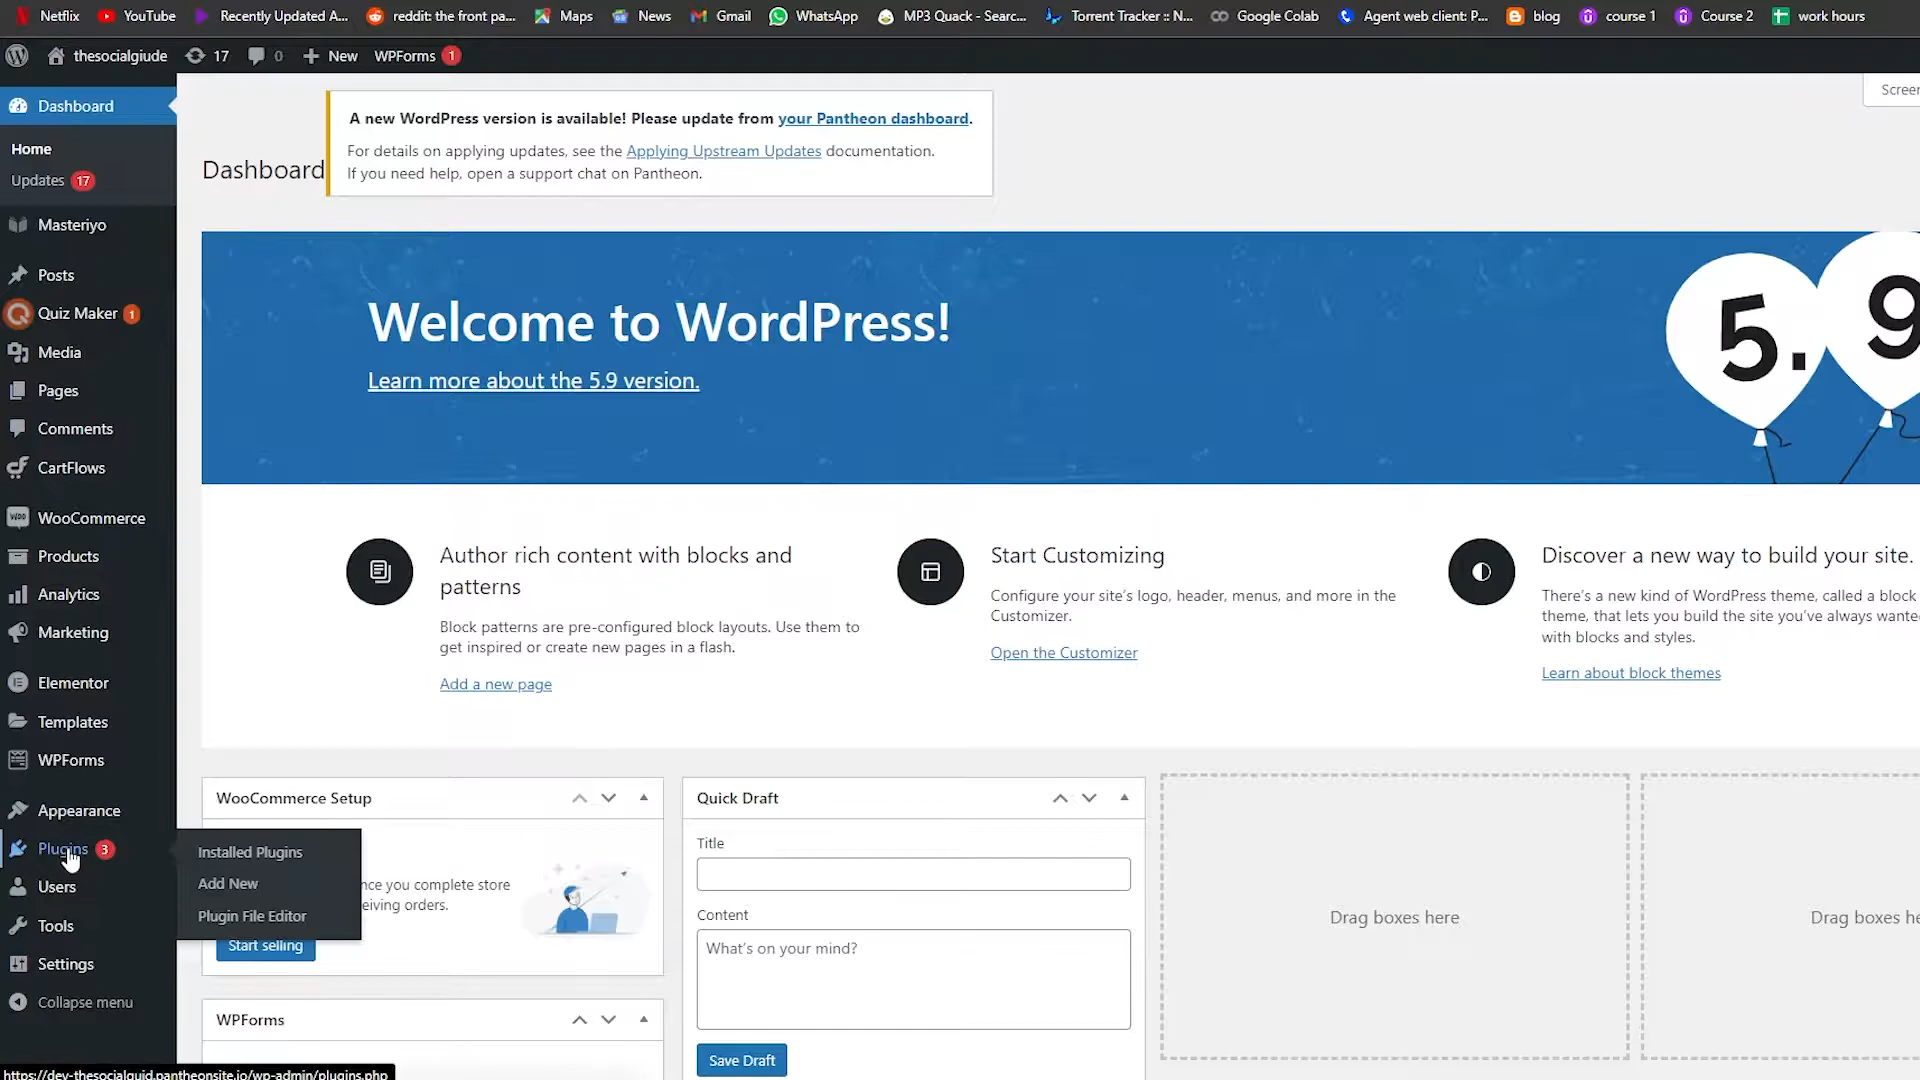 Netflix YouTube Recently Updated A... reddit: the front pa... Maps News Gmail WhatsApp MP3 Quack - Searc... Torrent Tracker :: N... Google Colab Agent web client: P... blog course 1 Course 2 work hours
thesocialgiude 17 0 New WPForms 1
Dashboard
Home
Updates 17
Masteriyo
Posts
Quiz Maker 1
Media
Pages
Comments
CartFlows
WooCommerce
Products
Analytics
Marketing
Elementor
Templates
WPForms
Appearance
Plugins 3
Users
Tools
Settings
Collapse menu
Installed Plugins
Add New
Plugin File Editor
Screen
Dashboard
A new WordPress version is available! Please update from your Pantheon dashboard.
For details on applying updates, see the Applying Upstream Updates documentation.
If you need help, open a support chat on Pantheon.
Welcome to WordPress!
Learn more about the 5.9 version.
5.9
Author rich content with blocks and
patterns
Block patterns are pre-configured block layouts. Use them to
get inspired or create new pages in a flash.
Add a new page
Start Customizing
Configure your site's logo, header, menus, and more in the
Customizer.
Open the Customizer
Discover a new way to build your site.
There's a new kind of WordPress theme, called a block
theme, that lets you build the site you've always wante
with blocks and styles.
Learn about block themes
WooCommerce Setup
nce you complete store
eiving orders.
Start selling
WPForms
Quick Draft
Title
Content
What's on your mind?
Save Draft
Drag boxes here
Drag boxes he
https://dev-thesocialguid.pantheonsite.io/wp-admin/plugins.php